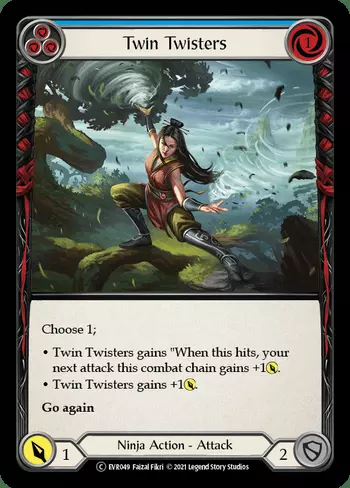 Twin Twisters
1
Choose 1;
• Twin Twisters gains "When this hits, your
next attack this combat chain gains +1.
• Twin Twisters gains +1.
Go again
1
Ninja Action - Attack
2
C EVR049 Faizal Fikri © 2021 Legend Story Studios